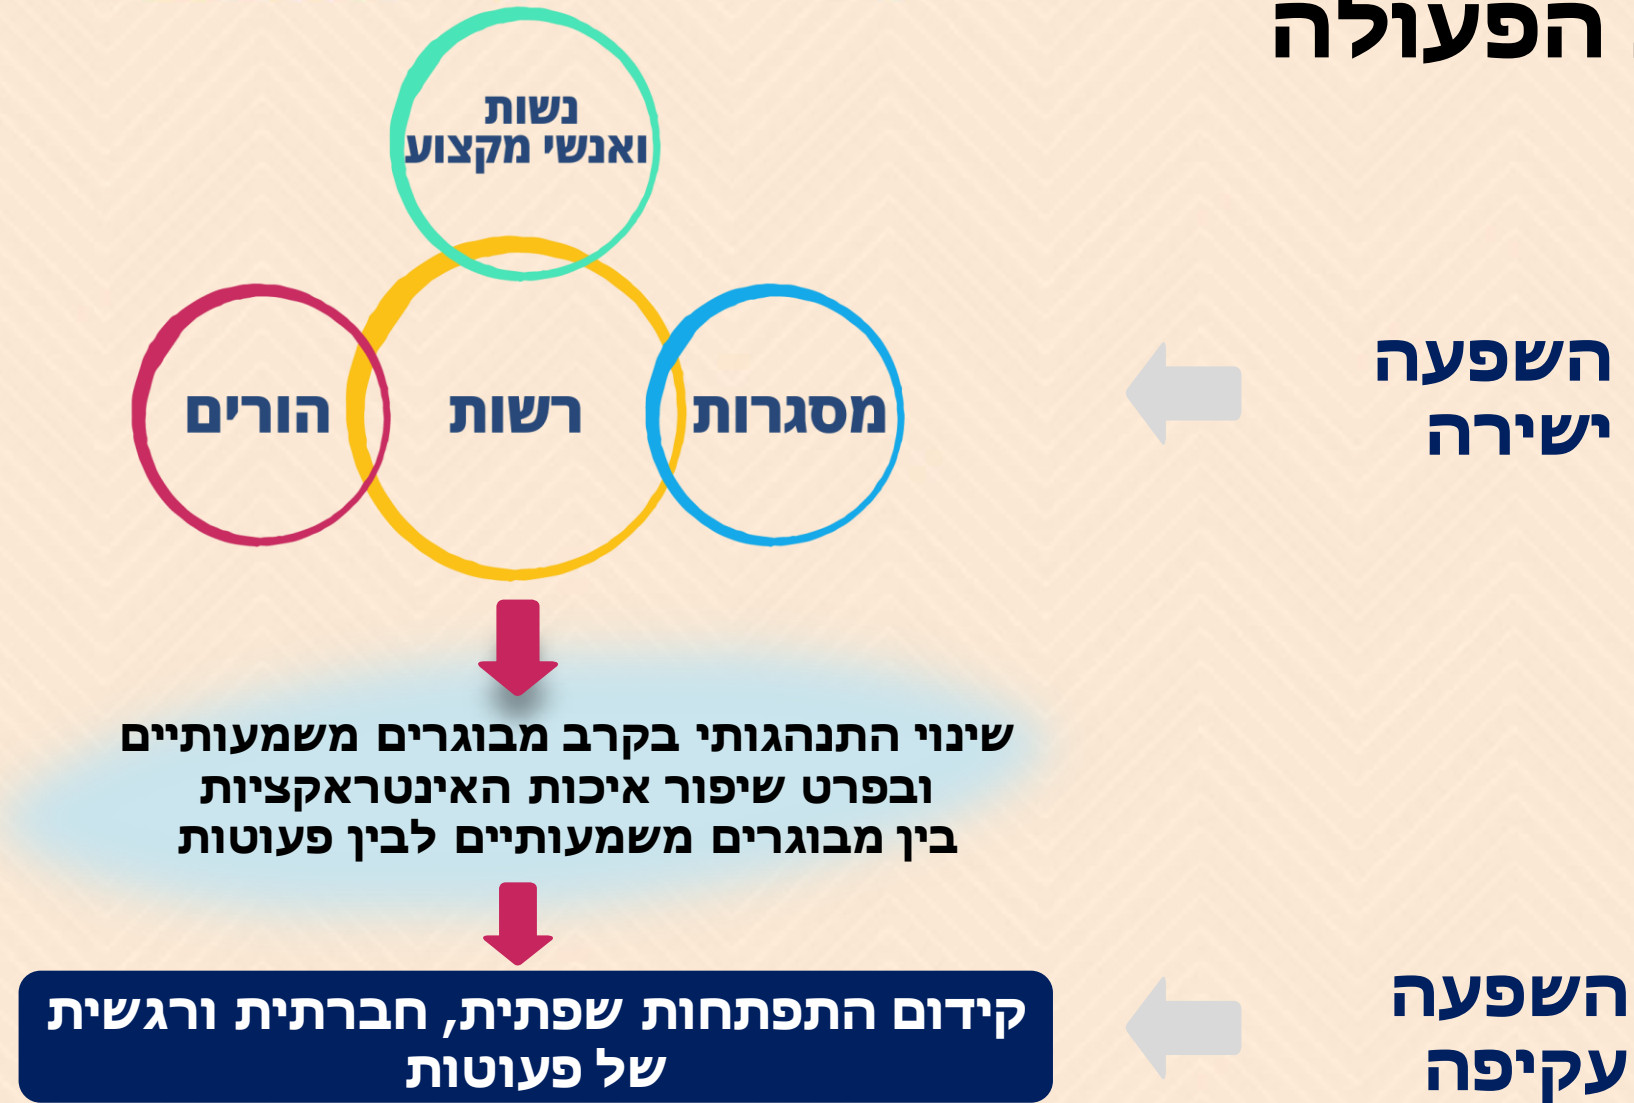 הפעולה
נשות
ואנשי מקצוע
השפעה
ישירה
מסגרות
רשות
הורים
שינוי התנהגותי בקרב מבוגרים משמעותיים
ובפרט שיפור איכות האינטראקציות
בין מבוגרים משמעותיים לבין פעוטות
השפעה
עקיפה
קידום התפתחות שפתית, חברתית ורגשית
של פעוטות